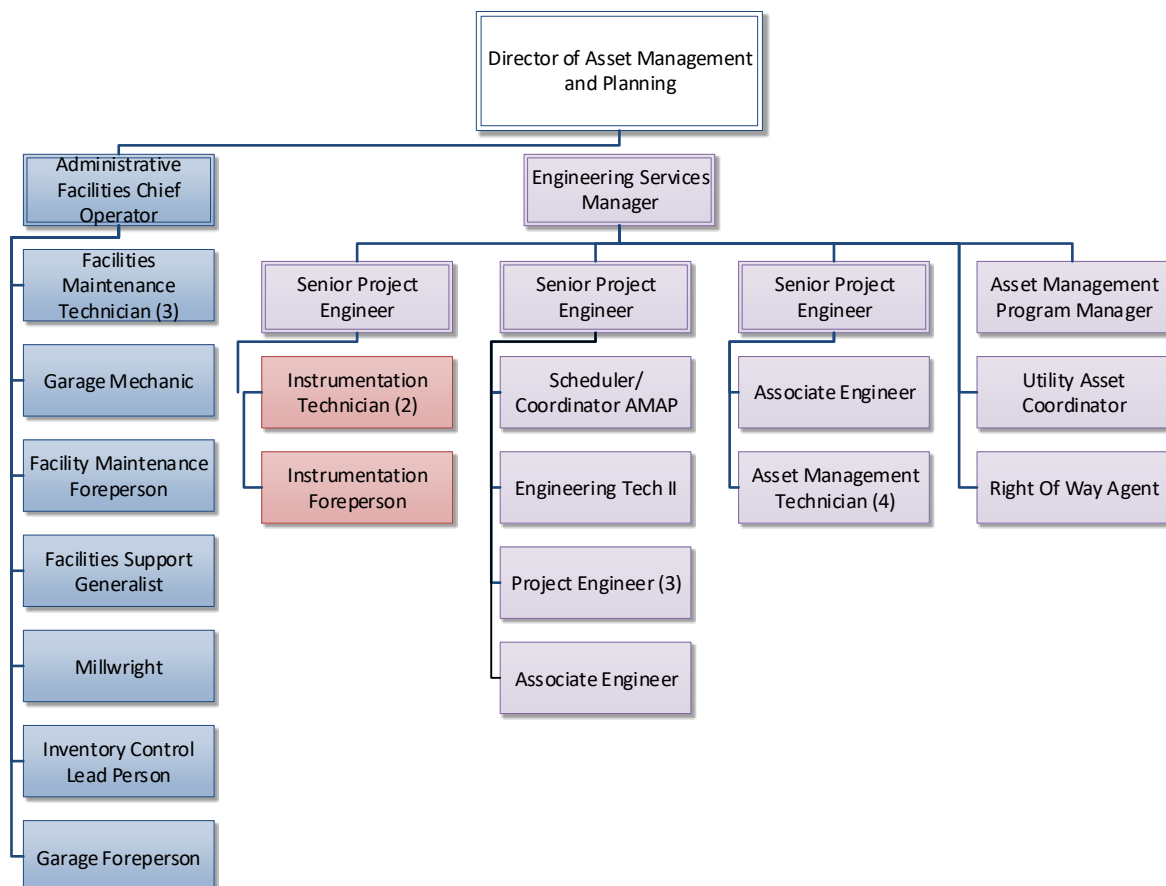 Director of Asset Management
and Planning
Administrative
Facilities Chief
Operator
Engineering Services
Manager
Facilities
Maintenance
Technician (3)
Senior Project
Engineer
Senior Project
Engineer
Senior Project
Engineer
Asset Management
Program Manager
Garage Mechanic
Instrumentation
Technician (2)
Scheduler/
Coordinator AMAP
Associate Engineer
Utility Asset
Coordinator
Facility Maintenance
Foreperson
Instrumentation
Foreperson
Engineering Tech II
Asset Management
Technician (4)
Right Of Way Agent
Facilities Support
Generalist
Project Engineer (3)
Millwright
Associate Engineer
Inventory Control
Lead Person
Garage Foreperson